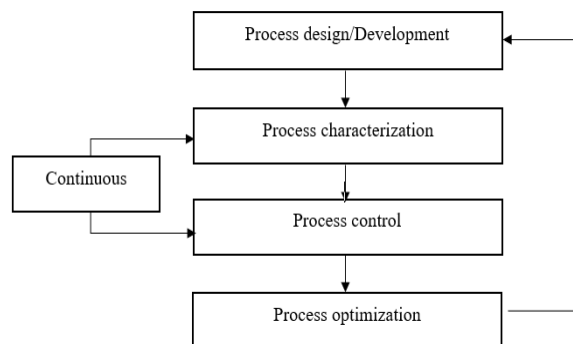 Process design/Development
Process characterization
Continuous
Process control
Process optimization